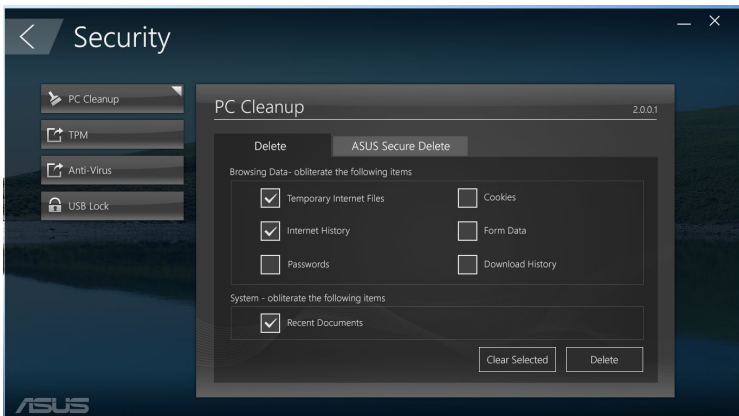 Security
PC Cleanup
TPM
Anti-Virus
USB Lock
PC Cleanup 2.0.0.1
Delete ASUS Secure Delete
Browsing Data- obliterate the following items
Temporary Internet Files Cookies
Internet History Form Data
Passwords Download History
System - obliterate the following items
Recent Documents
Clear Selected Delete
ASUS